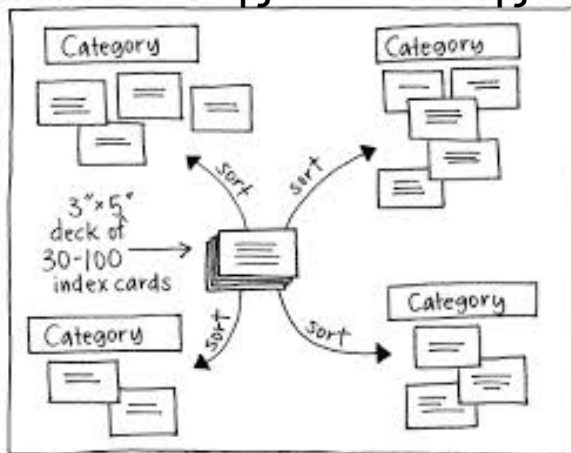 Category
Category
sort
sort
3"x5"
deck of
30-100
index cards
Category
sort
sort
Category